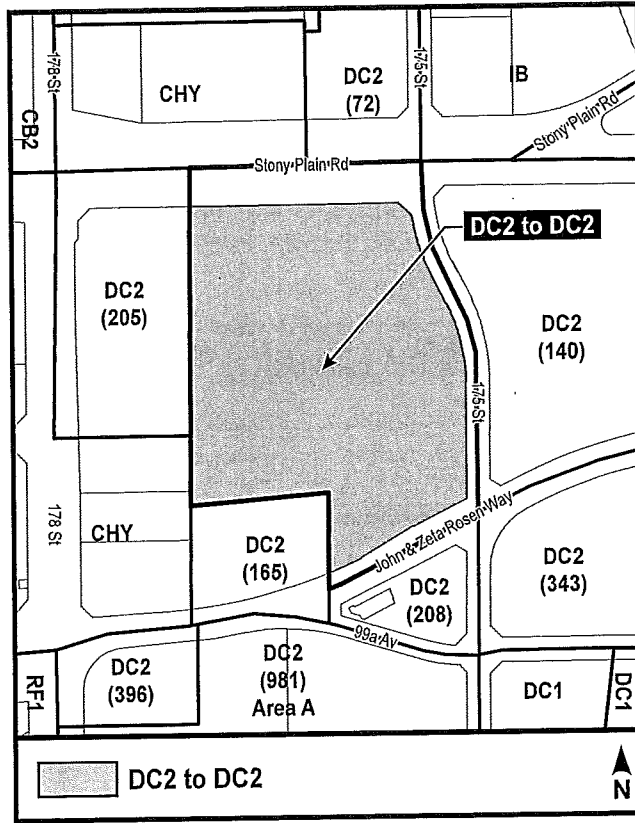 178 St
CB2
CHY
DC2
(72)
175 St
IB
Stony Plain Rd
Stony Plain Rd
DC2 to DC2
DC2
(205)
DC2
(140)
175 St
178 St
CHY
DC2
(165)
John & Zeta Rosen Way
DC2
(208)
DC2
(343)
99a Av
RF1
DC2
(396)
DC2
(981)
Area A
DC1
DC1
DC2 to DC2
N